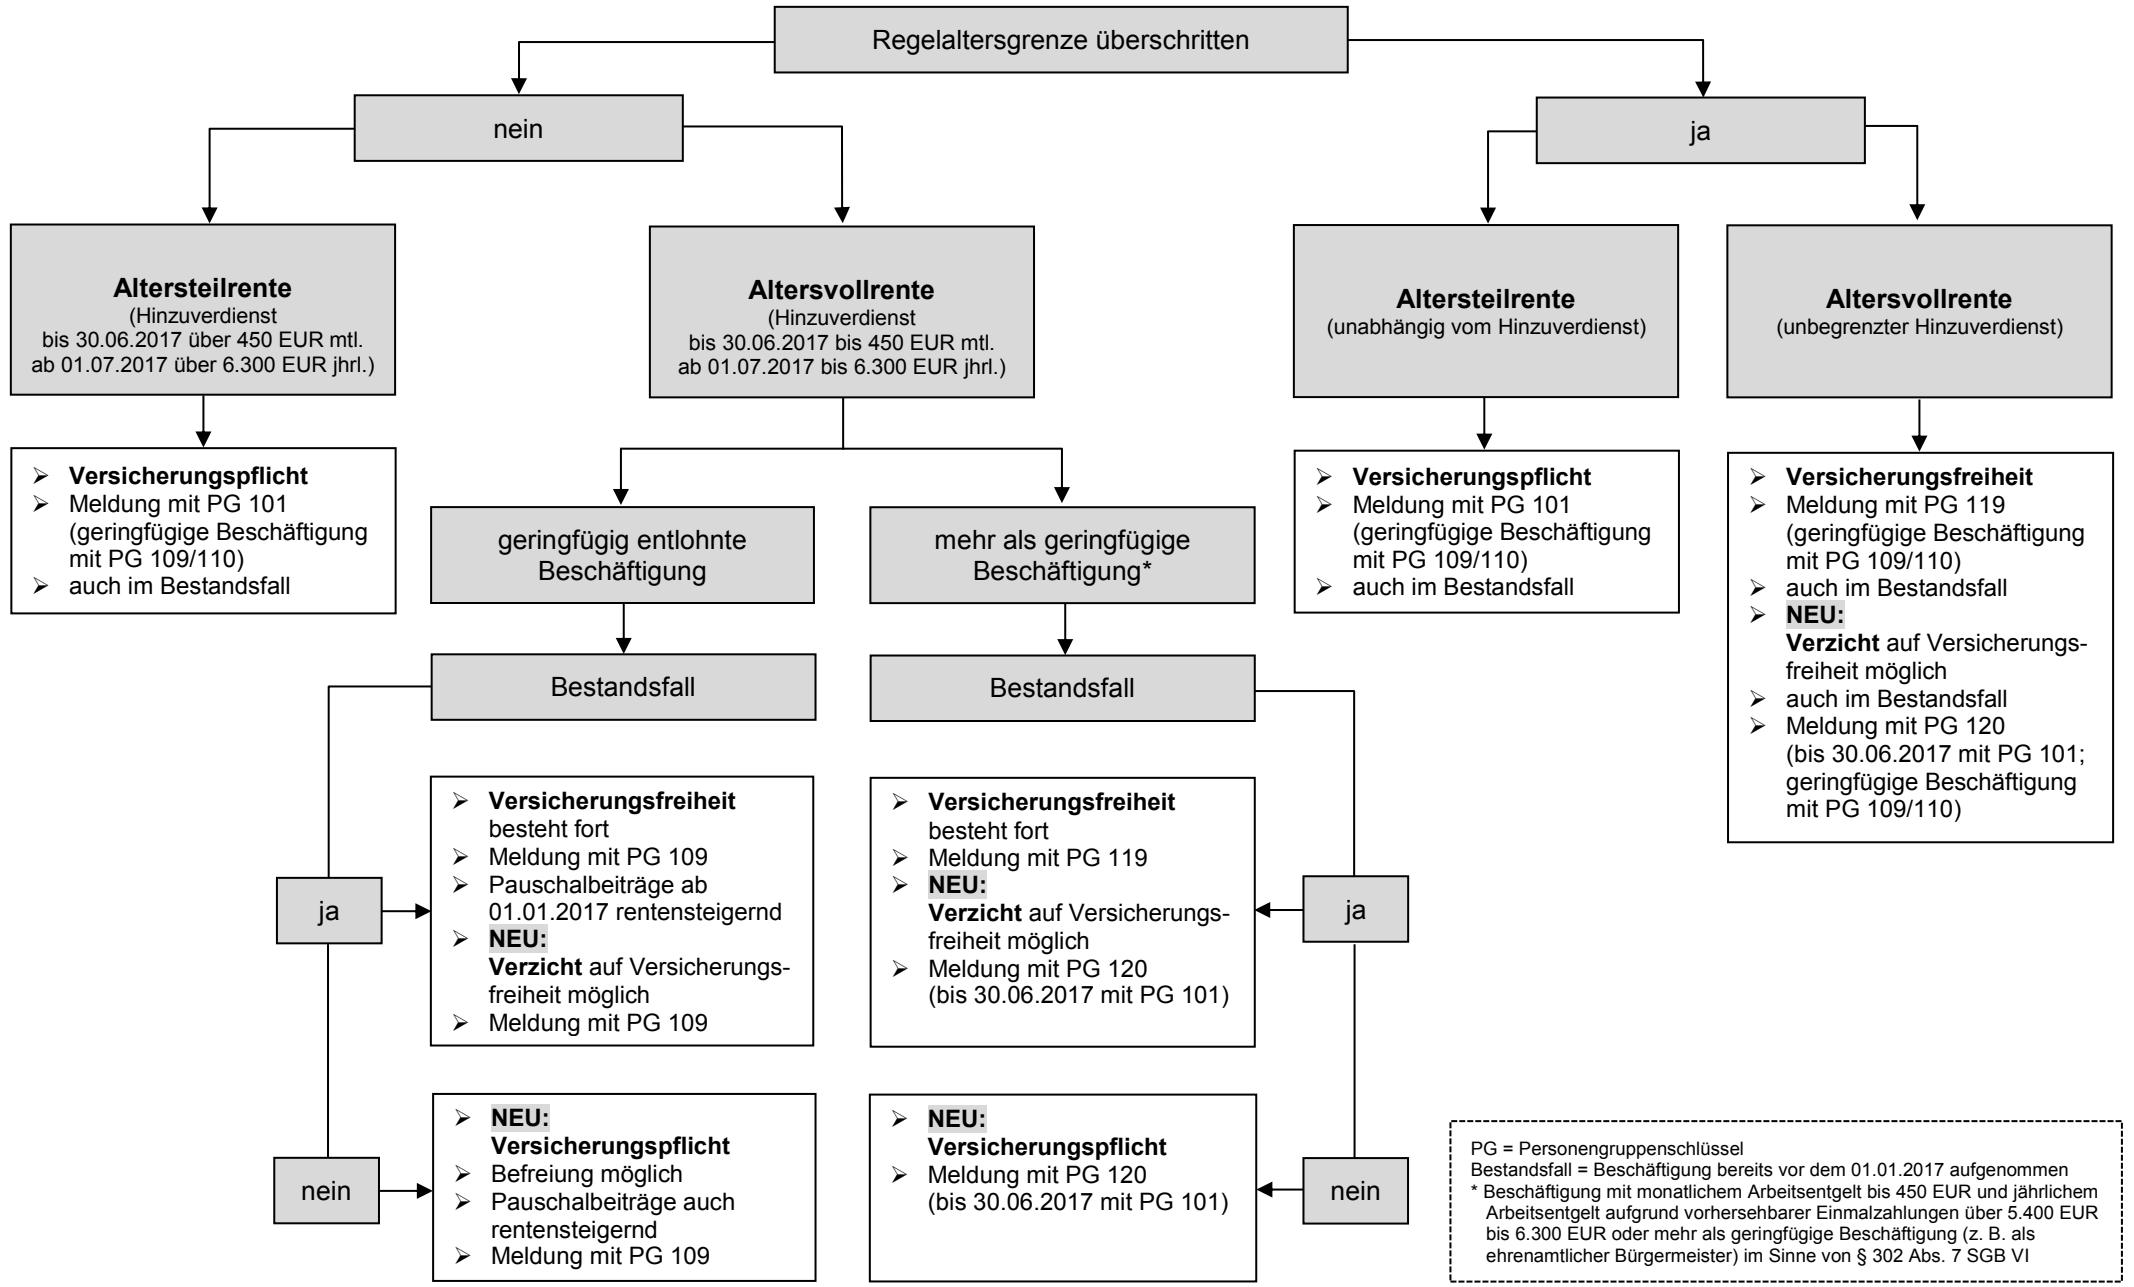 Regelaltersgrenze überschritten
nein
ja
Altersteilrente
(Hinzuverdienst
bis 30.06.2017 über 450 EUR mtl.
ab 01.07.2017 über 6.300 EUR jhrl.)
Altersvollrente
(Hinzuverdienst
bis 30.06.2017 bis 450 EUR mtl.
ab 01.07.2017 bis 6.300 EUR jhrl.)
Altersteilrente
(unabhängig vom Hinzuverdienst)
Altersvollrente
(unbegrenzter Hinzuverdienst)
➢ Versicherungspflicht
➢ Meldung mit PG 101
(geringfügige Beschäftigung
mit PG 109/110)
➢ auch im Bestandsfall
geringfügig entlohnte
Beschäftigung
mehr als geringfügige
Beschäftigung*
➢ Versicherungspflicht
➢ Meldung mit PG 101
(geringfügige Beschäftigung
mit PG 109/110)
➢ auch im Bestandsfall
➢ Versicherungsfreiheit
➢ Meldung mit PG 119
(geringfügige Beschäftigung
mit PG 109/110)
➢ auch im Bestandsfall
➢ NEU:
Verzicht auf Versicherungs-
freiheit möglich
➢ auch im Bestandsfall
➢ Meldung mit PG 120
(bis 30.06.2017 mit PG 101;
geringfügige Beschäftigung
mit PG 109/110)
Bestandsfall
Bestandsfall
ja
➢ Versicherungsfreiheit
besteht fort
➢ Meldung mit PG 109
➢ Pauschalbeiträge ab
01.01.2017 rentensteigernd
➢ NEU:
Verzicht auf Versicherungs-
freiheit möglich
➢ Meldung mit PG 109
➢ Versicherungsfreiheit
besteht fort
➢ Meldung mit PG 119
➢ NEU:
Verzicht auf Versicherungs-
freiheit möglich
➢ Meldung mit PG 120
(bis 30.06.2017 mit PG 101)
ja
nein
➢ NEU:
Versicherungspflicht
➢ Befreiung möglich
➢ Pauschalbeiträge auch
rentensteigernd
➢ Meldung mit PG 109
➢ NEU:
Versicherungspflicht
➢ Meldung mit PG 120
(bis 30.06.2017 mit PG 101)
nein
PG = Personengruppenschlüssel
Bestandsfall = Beschäftigung bereits vor dem 01.01.2017 aufgenommen
* Beschäftigung mit monatlichem Arbeitsentgelt bis 450 EUR und jährlichem
Arbeitsentgelt aufgrund vorhersehbarer Einmalzahlungen über 5.400 EUR
bis 6.300 EUR oder mehr als geringfügige Beschäftigung (z. B. als
ehrenamtlicher Bürgermeister) im Sinne von § 302 Abs. 7 SGB VI